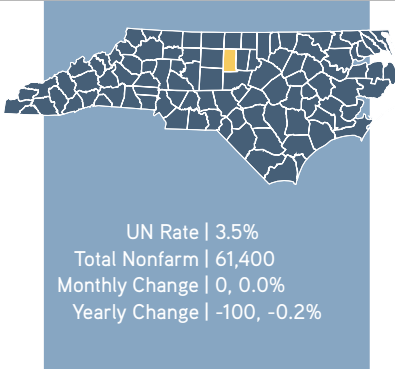 UN Rate | 3.5%
Total Nonfarm | 61,400
Monthly Change | 0, 0.0%
Yearly Change | -100, -0.2%